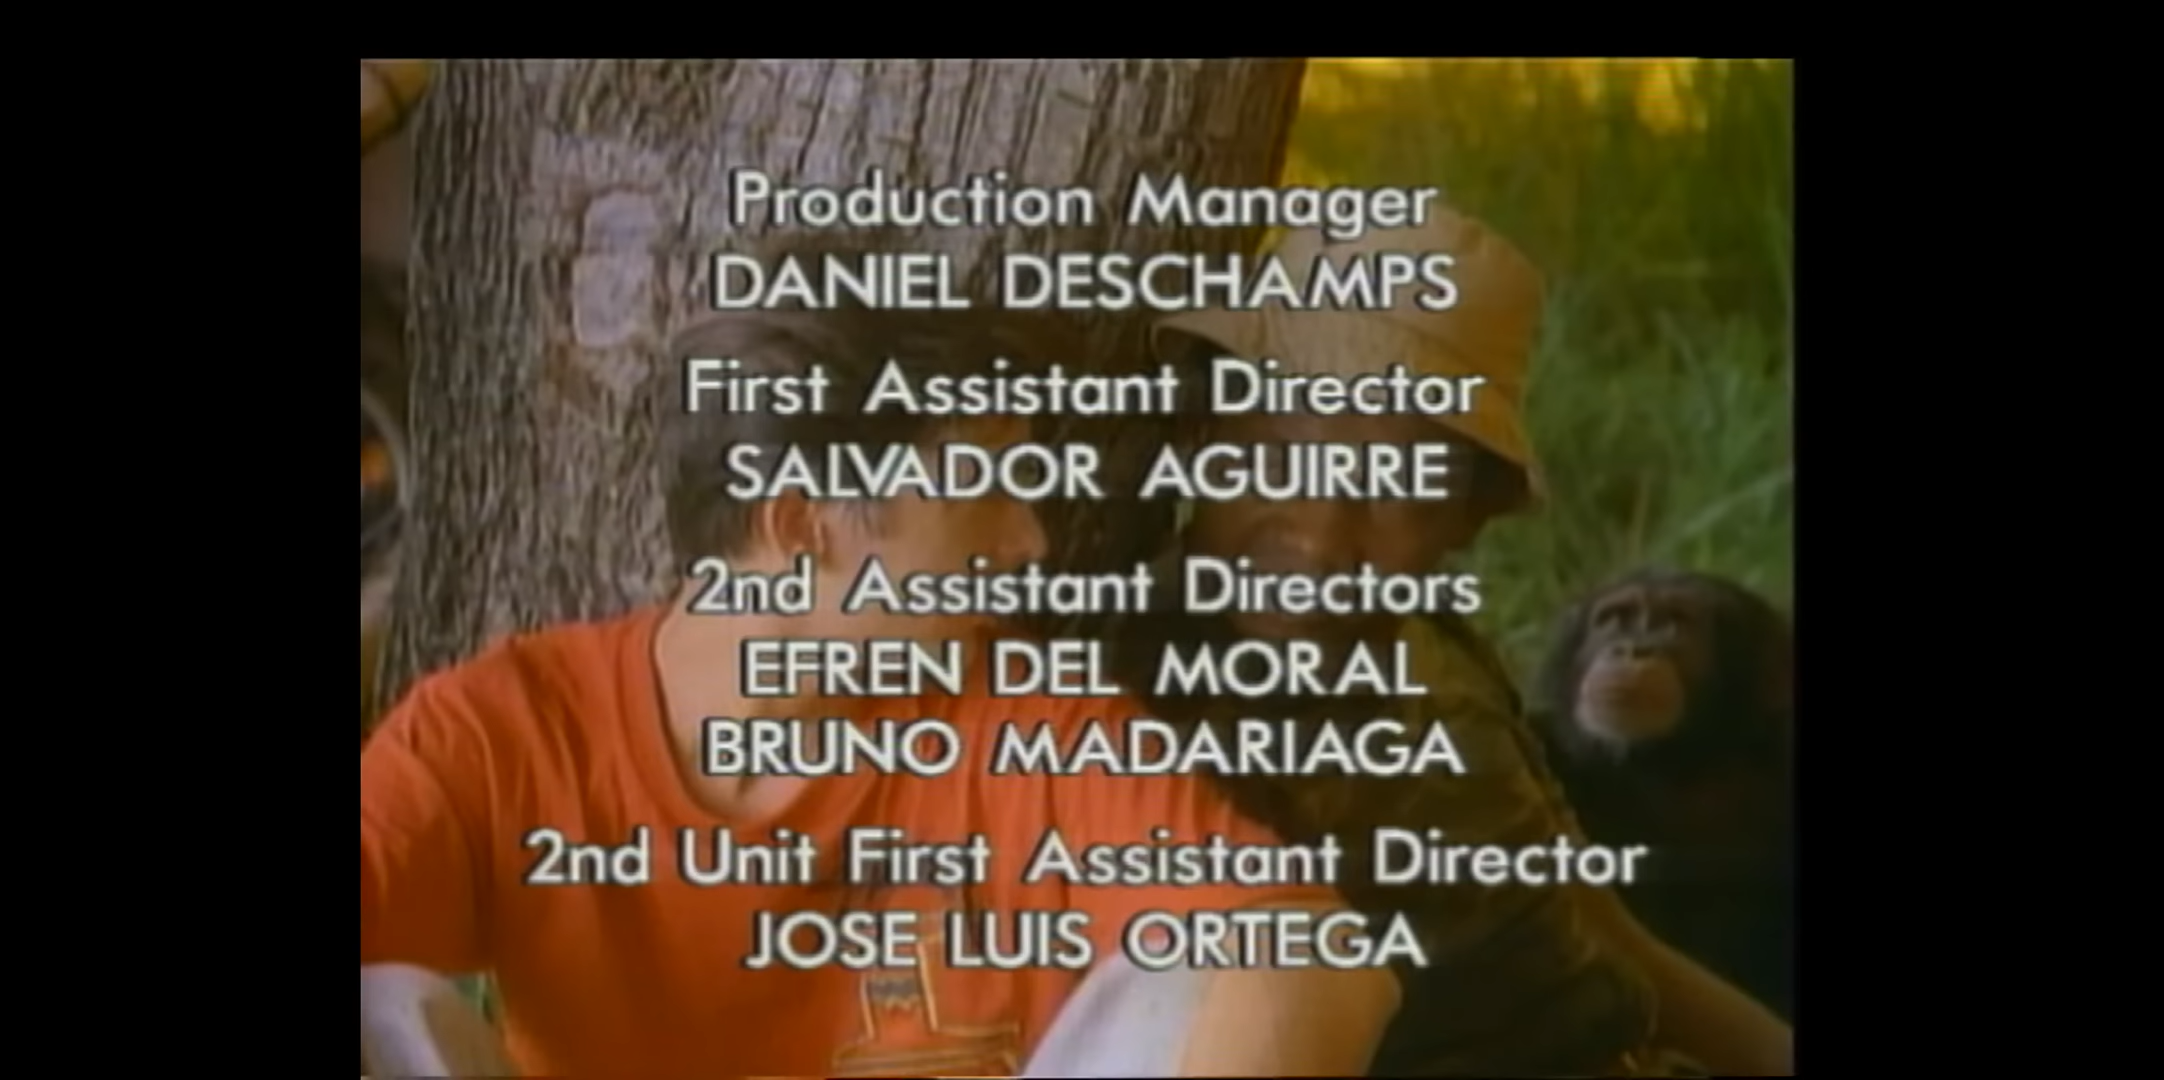 Production Manager
DANIEL DESCHAMPS
First Assistant Director
SALVADOR AGUIRRE
2nd Assistant Directors
EFREN DEL MORAL
BRUNO MADARIAGA
2nd Unit First Assistant Director
JOSE LUIS ORTEGA